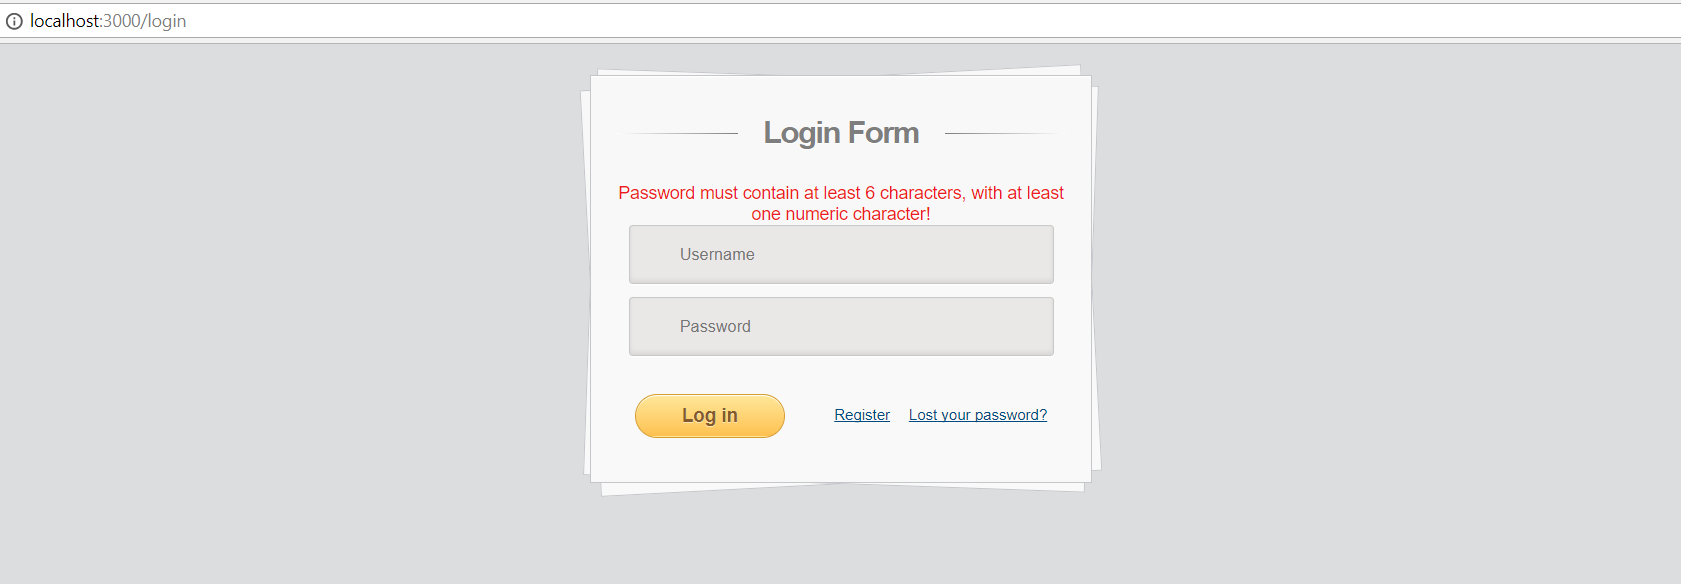 localhost:3000/login
Login Form
Password must contain at least 6 characters, with at least
one numeric character!
Username
Password
Log in
Register
Lost your password?